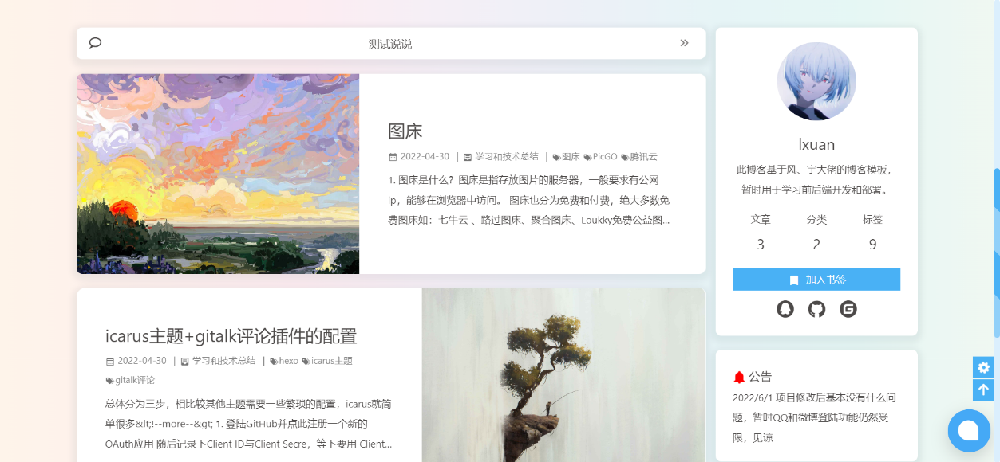 测试说说
图床
2022-04-30 | 学习和技术总结 | 图床 PicGO 腾讯云
1. 图床是什么？图床是指存放图片的服务器，一般要求有公网
ip，能够在浏览器中访问。 图床也分为免费和付费，绝大多数免
费图床如：七牛云 、路过图床、聚合图床、Loukky免费公益图...
icarus主题+gitalk评论插件的配置
2022-04-30 | 学习和技术总结 | hexo icarus主题
gitalk评论
总体分为三步，相比较其他主题需要一些繁琐的配置，icarus就简
单很多&lt;!--more--&gt; 1. 登陆GitHub并点此注册一个新的
OAuth应用 随后记录下Client ID与Client Secre，等下要用 Client...
lxuan
此博客基于风、宇大佬的博客模板，
暂时用于学习前后端开发和部署。
文章 分类 标签
3 2 9
加入书签
公告
2022/6/1 项目修改后基本没有什么问
题，暂时QQ和微博登陆功能仍然受
限，见谅